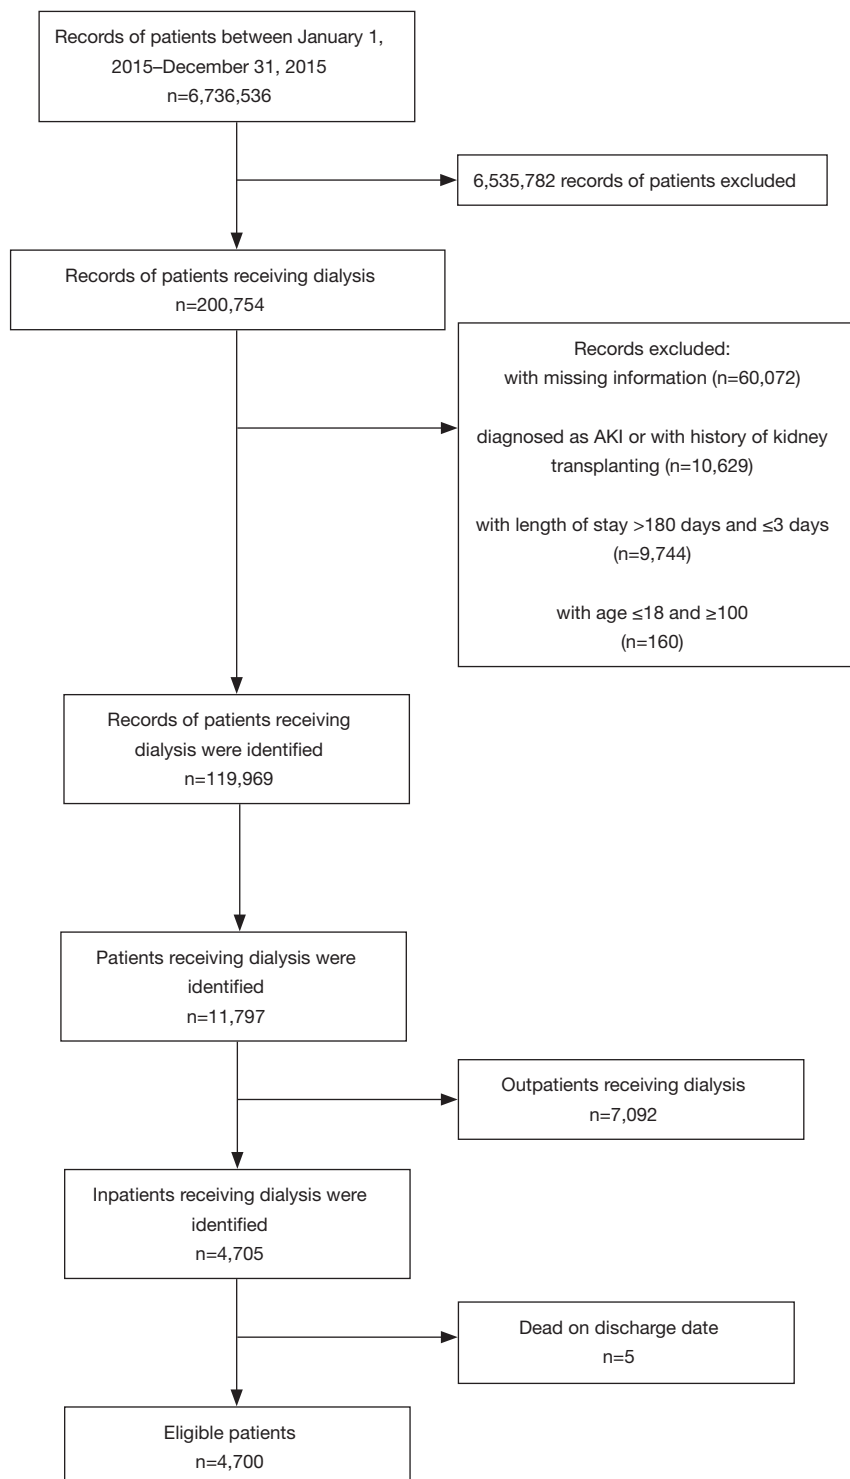 Records of patients between January 1,
2015–December 31, 2015
n=6,736,536
6,535,782 records of patients excluded
Records of patients receiving dialysis
n=200,754
Records excluded:
with missing information (n=60,072)
diagnosed as AKI or with history of kidney
transplanting (n=10,629)
with length of stay >180 days and ≤3 days
(n=9,744)
with age ≤18 and ≥100
(n=160)
Records of patients receiving
dialysis were identified
n=119,969
Patients receiving dialysis were
identified
n=11,797
Outpatients receiving dialysis
n=7,092
Inpatients receiving dialysis were
identified
n=4,705
Dead on discharge date
n=5
Eligible patients
n=4,700